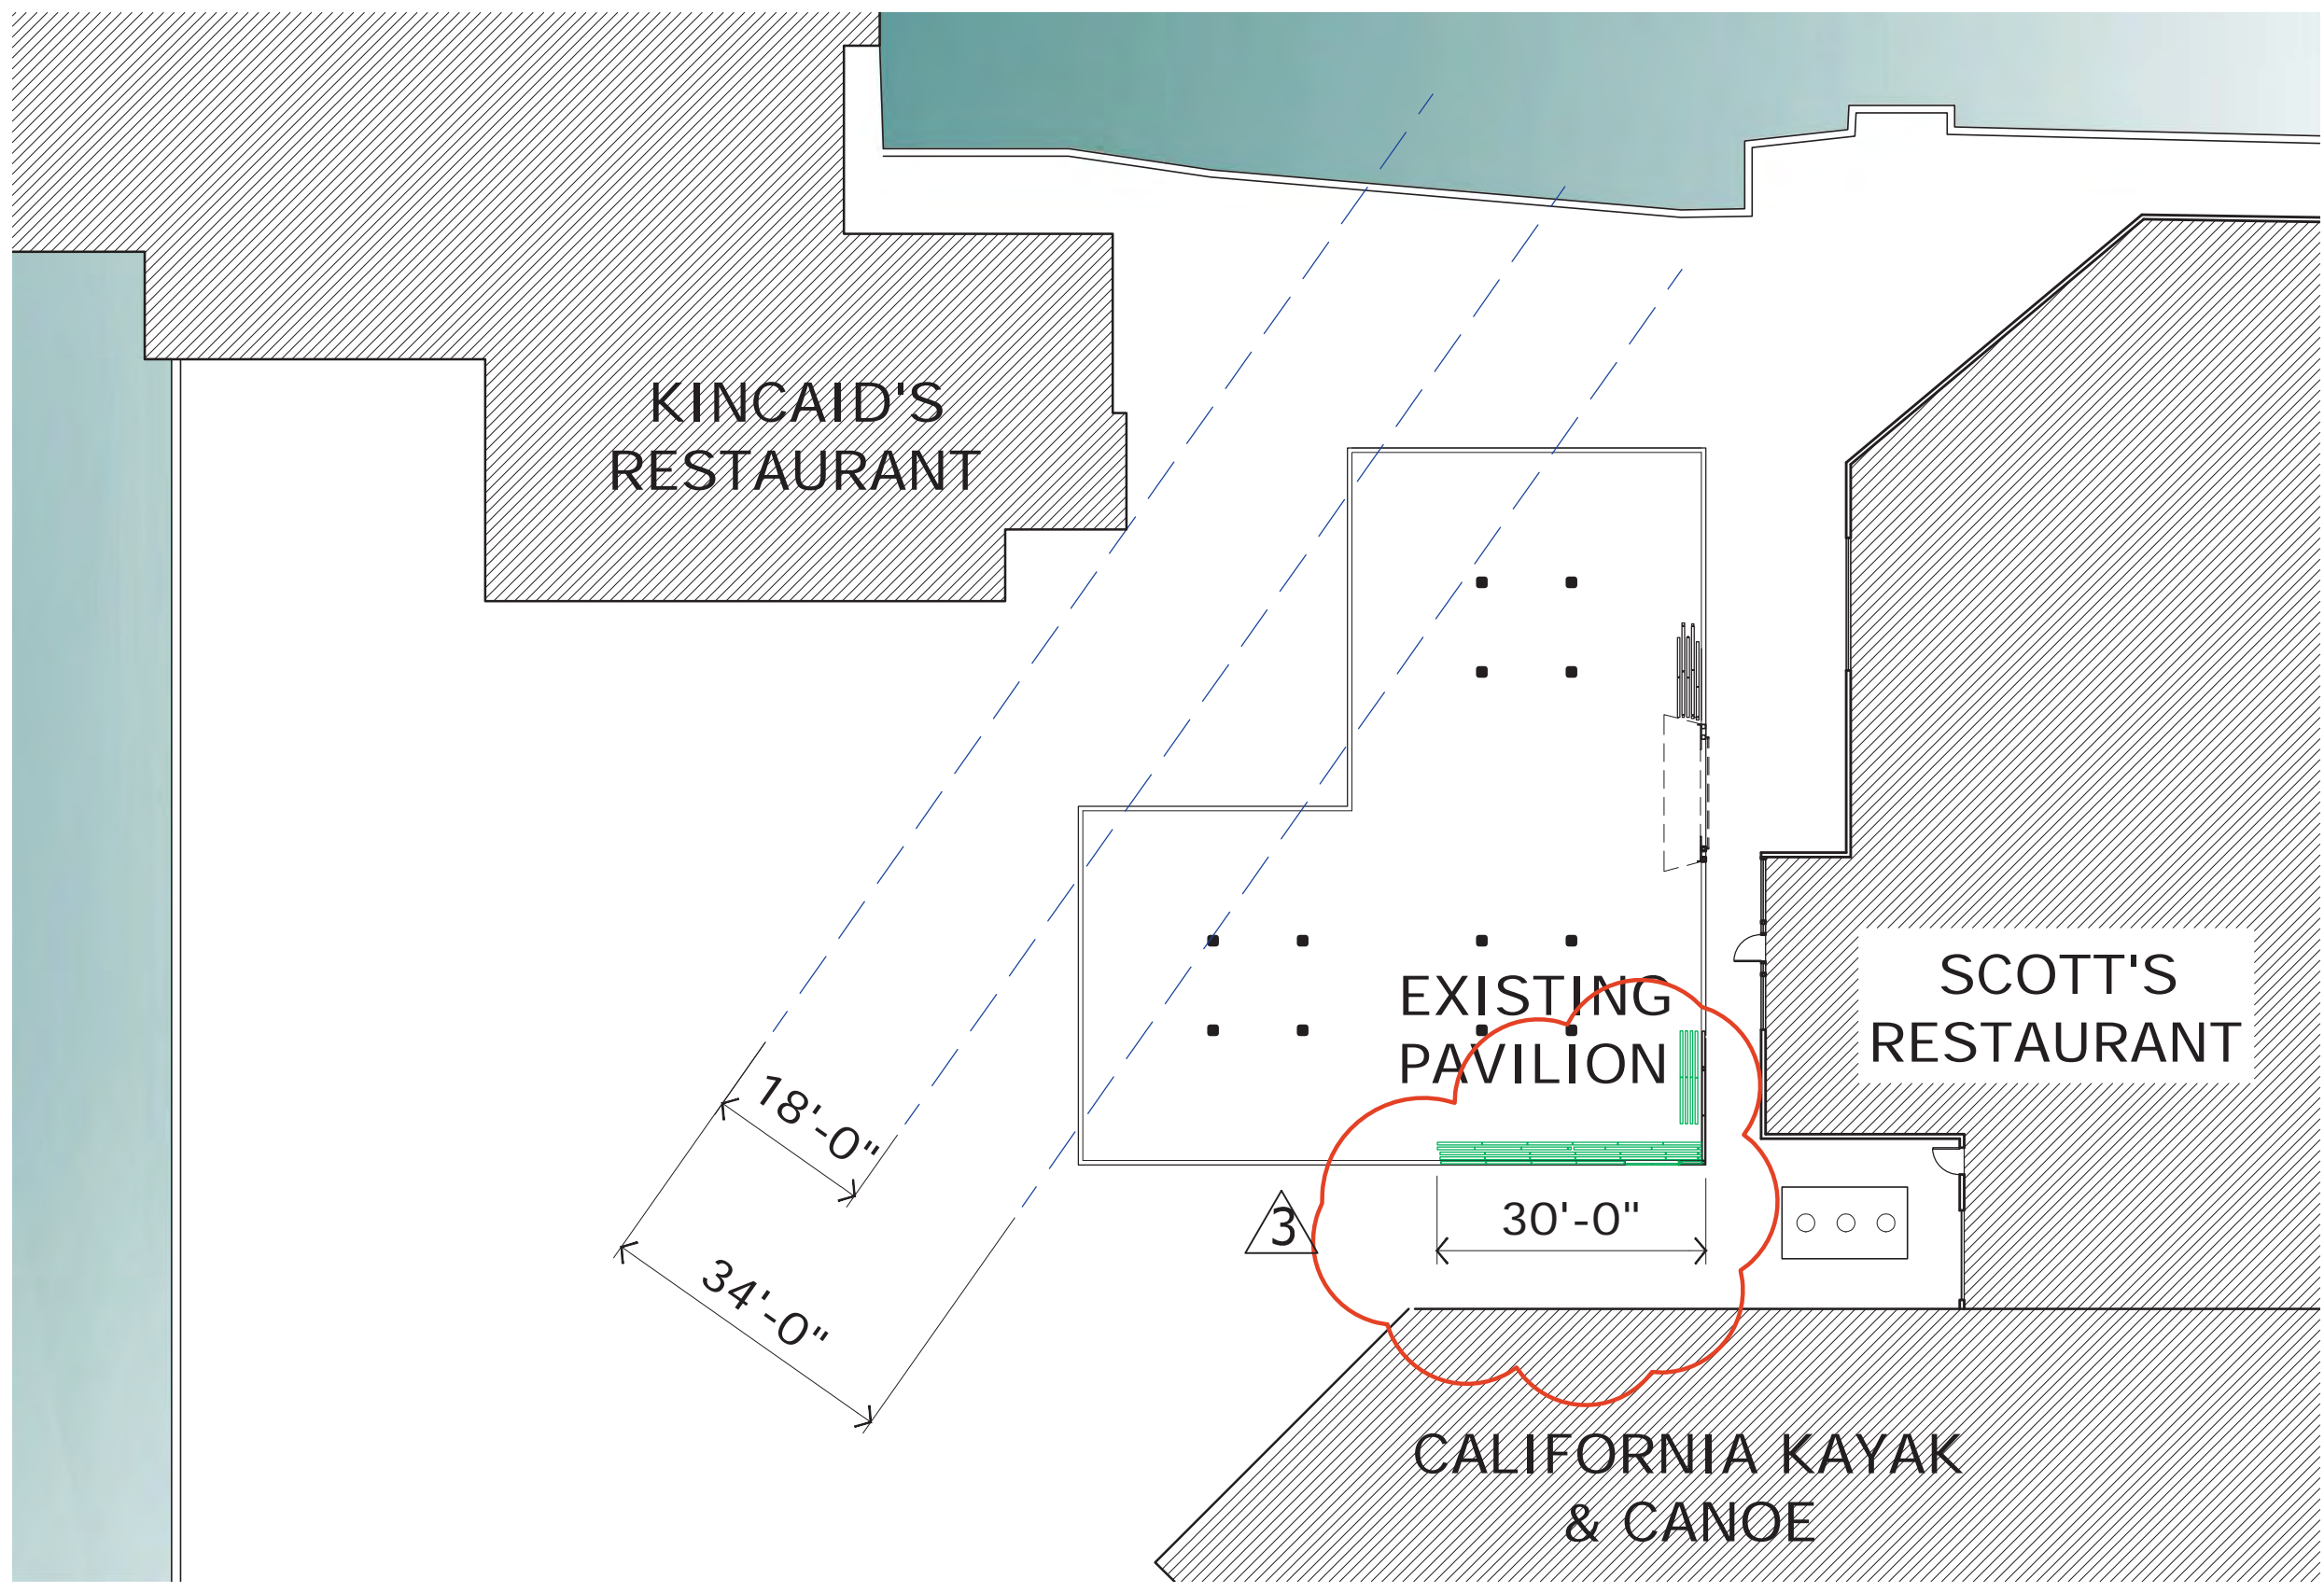 KINCAID'S
RESTAURANT
EXISTING
PAVILION
SCOTT'S
RESTAURANT
18'-0"
34'-0"
3
30'-0"
CALIFORNIA KAYAK
& CANOE